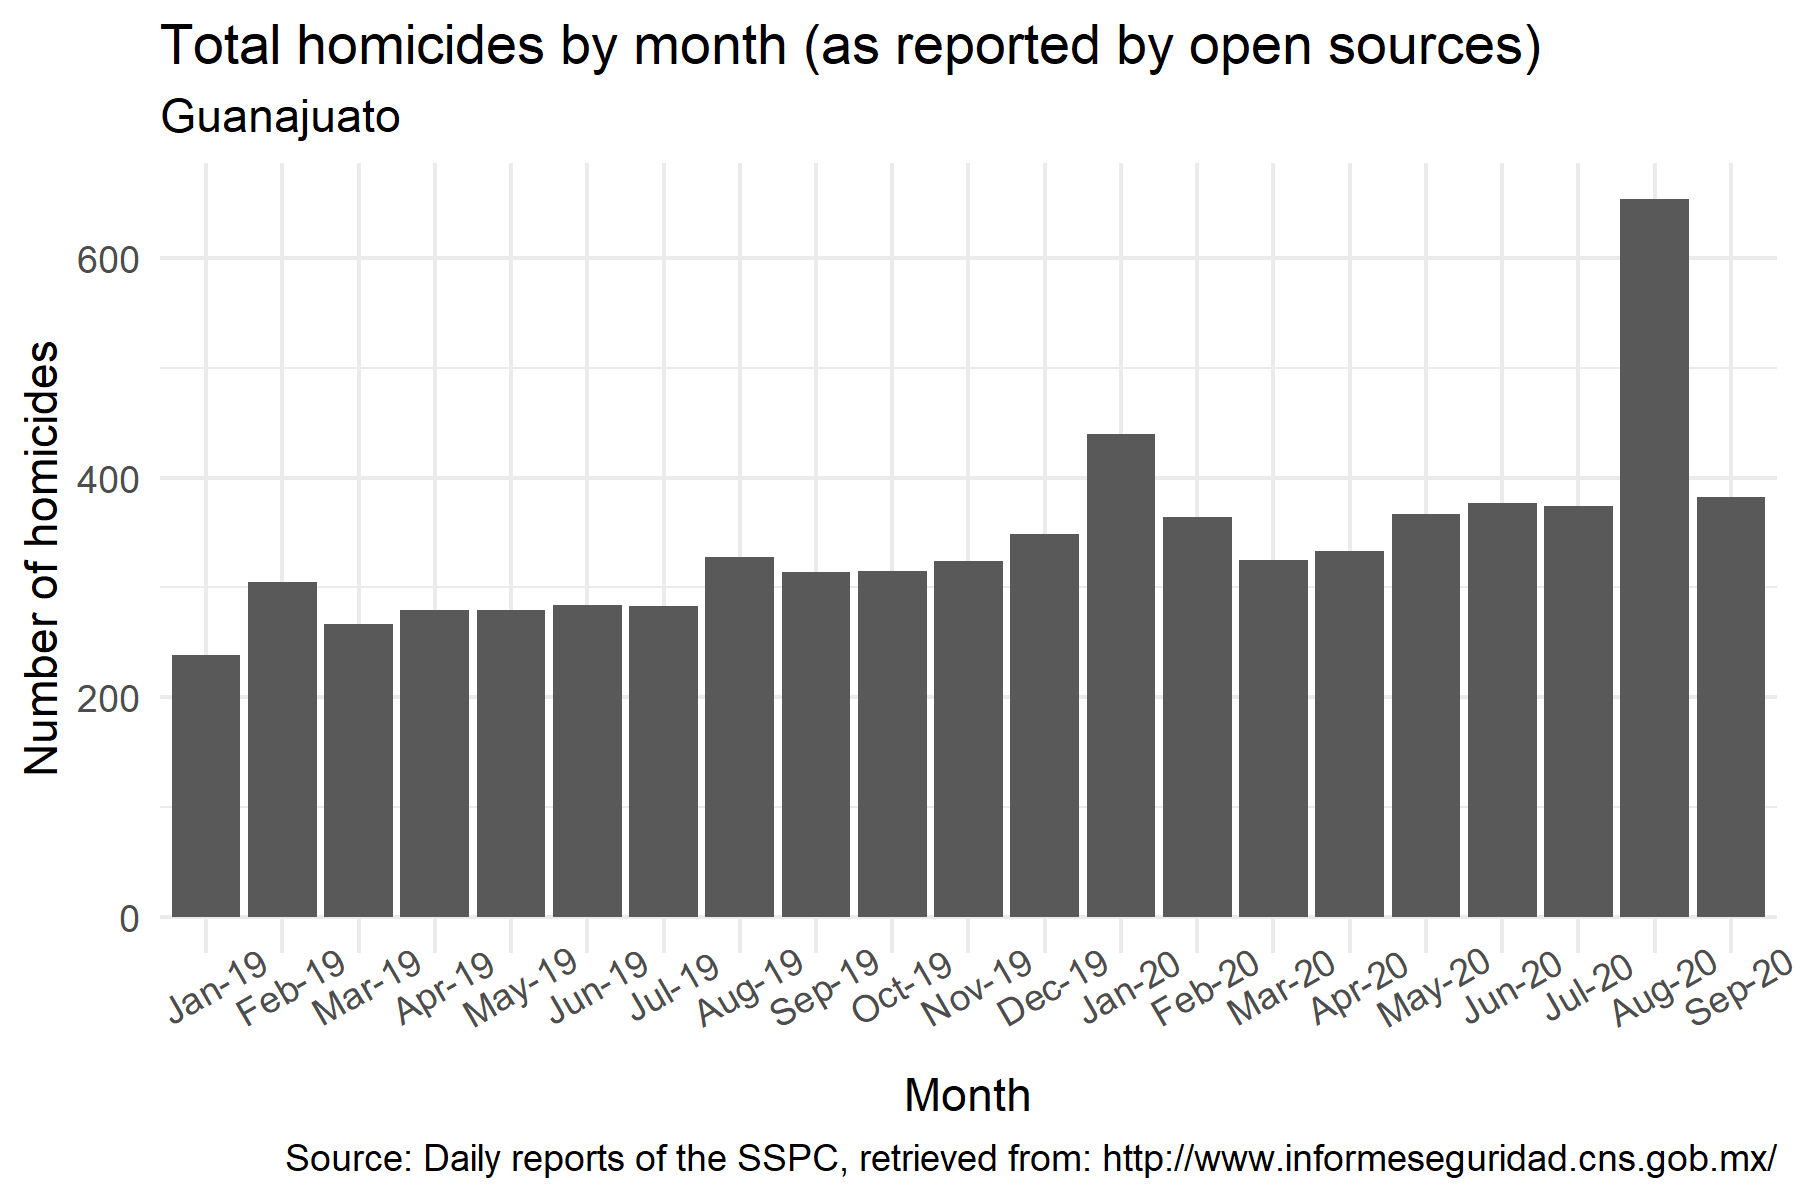 Total homicides by month (as reported by open sources)
Guanajuato
Number of homicides
600
400
200
0
Jan-19
Feb-19
Mar-19
Apr-19
May-19
Jun-19
Jul-19
Aug-19
Sep-19
Oct-19
Nov-19
Dec-19
Jan-20
Feb-20
Mar-20
Apr-20
May-20
Jun-20
Jul-20
Aug-20
Sep-20
Month
Source: Daily reports of the SSPC, retrieved from: http://www.informeseguridad.cns.gob.mx/